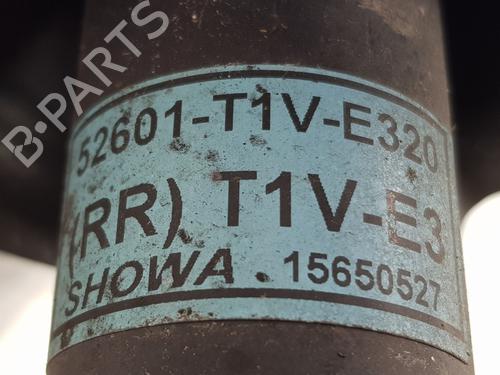 B-PARTS
52601-T1V-E320
(RR) T1V-E3
SHOWA 15650527